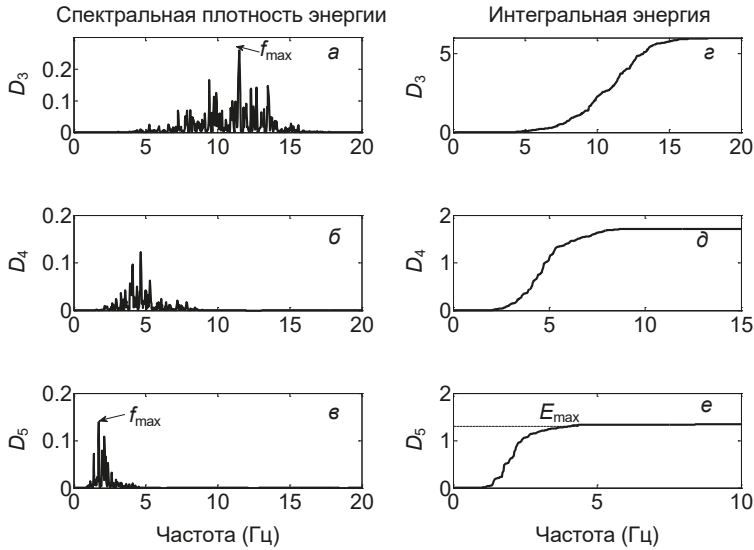 Спектральная плотность энергии
Интегральная энергия
D3
0.2
0.1
0
fmax
а
0 5 10 15 20
D3
6
4
2
0
г
0 5 10 15 20
D4
0.2
0.1
0
б
0 5 10 15 20
D4
2
1
0
д
0 5 10 15
D5
0.2
0.1
0
fmax
в
0 5 10 15 20
Частота (Гц)
D5
2
1
0
Emax
е
0 5 10
Частота (Гц)